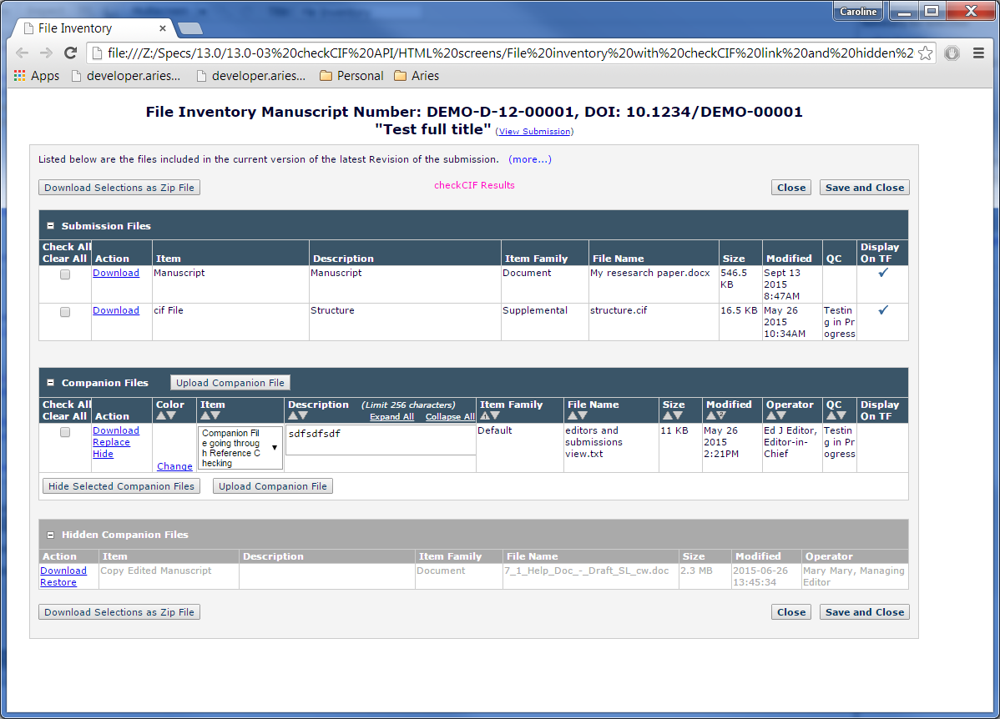 Caroline
File Inventory
file:///Z:/Specs/13.0/13.0-03%20checkCIF%20API/HTML%20screens/File%20inventory%20with%20checkCIF%20link%20and%20hidden%2
Apps developer.aries... developer.aries... Personal Aries
File Inventory Manuscript Number: DEMO-D-12-00001, DOI: 10.1234/DEMO-00001
"Test full title" (View Submission)
Listed below are the files included in the current version of the latest Revision of the submission. (more...)
Download Selections as Zip File checkCIF Results Close Save and Close
Submission Files
Check All Display
Clear All Action Item Description Item Family File Name Size Modified QC On TF
Download Manuscript Manuscript Document My resesarch paper.docx 546.5 Sept 13
KB 2015
8:47AM
Download cif File Structure Supplemental structure.cif 16.5 KB May 26 Testin
2015 g in Pr
10:34AM ogress
Companion Files Upload Companion File
Check All Color Item Description (Limit 256 characters) Item Family File Name Size Modified Operator QC Display
Clear All Action Expand All Collapse All On TF
Download Companion Fil sdfsdfsdf Default editors and 11 KB May 26 Ed J Editor, Testin
Replace e going throug submissions 2015 Editor-in- g in Pr
Hide h Reference C view.txt 2:21PM Chief ogress
Change hecking
Hide Selected Companion Files Upload Companion File
Hidden Companion Files
Action Item Description Item Family File Name Size Modified Operator
Download Copy Edited Manuscript Document 7_1_Help_Doc_-_Draft_SL_cw.doc 2.3 MB 2015-06-26 Mary Mary, Managing
Restore 13:45:34 Editor
Download Selections as Zip File Close Save and Close